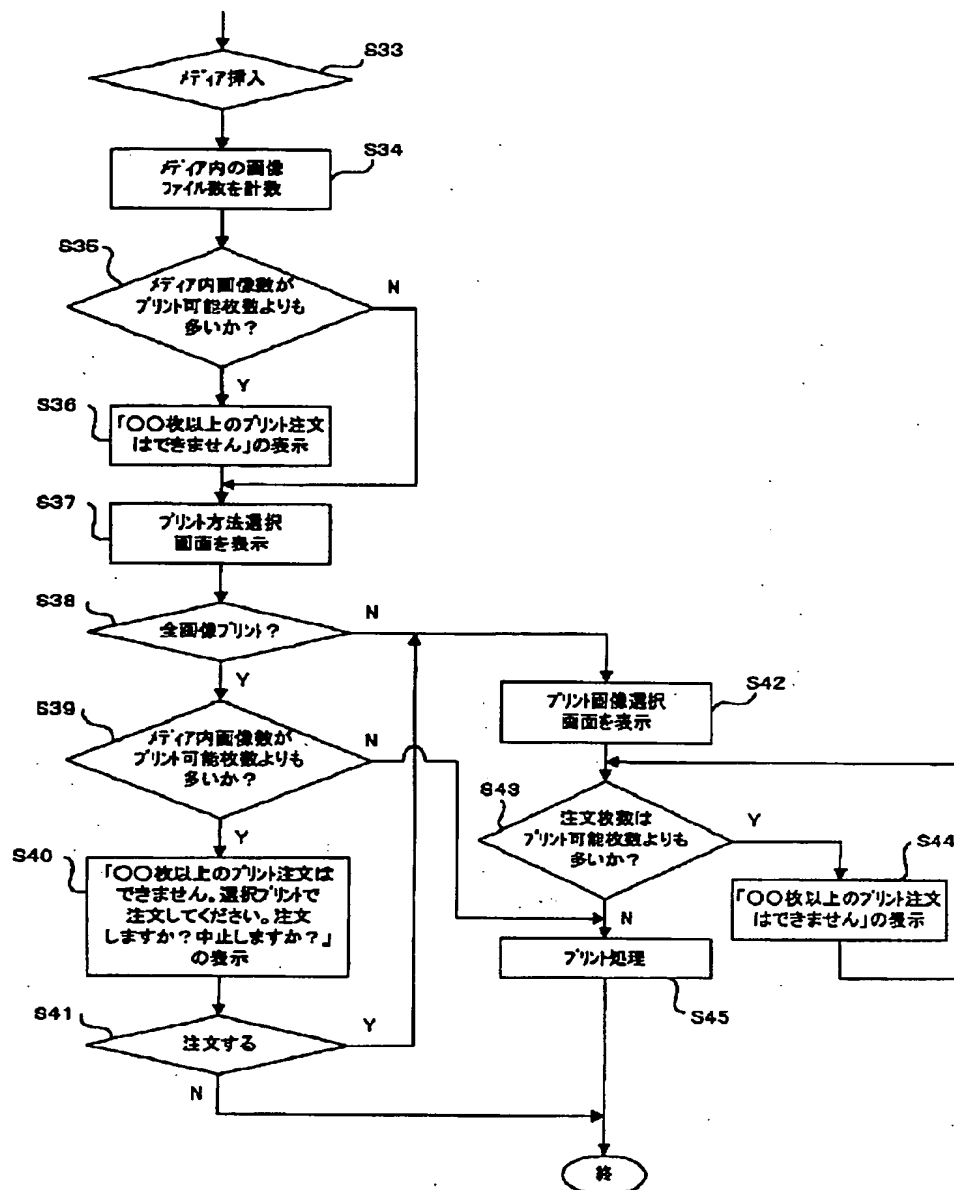 S33
メディア挿入
S34
メディア内の画像
ファイル数を計数
S35
メディア内画像数が
プリント可能枚数よりも
多いか？
N
Y
S36
「〇〇枚以上のプリント注文
はできません」の表示
S37
プリント方法選択
画面を表示
S38
全画像プリント？
N
Y
S39
メディア内画像数が
プリント可能枚数よりも
多いか？
N
Y
S40
「〇〇枚以上のプリント注文は
できません。選択プリントで
注文してください。注文
しますか？中止しますか？」
の表示
S41
注文する
Y
N
S42
プリント画像選択
画面を表示
S43
注文枚数は
プリント可能枚数よりも
多いか？
Y
N
S44
「〇〇枚以上のプリント注文
はできません」の表示
プリント処理
S45
終